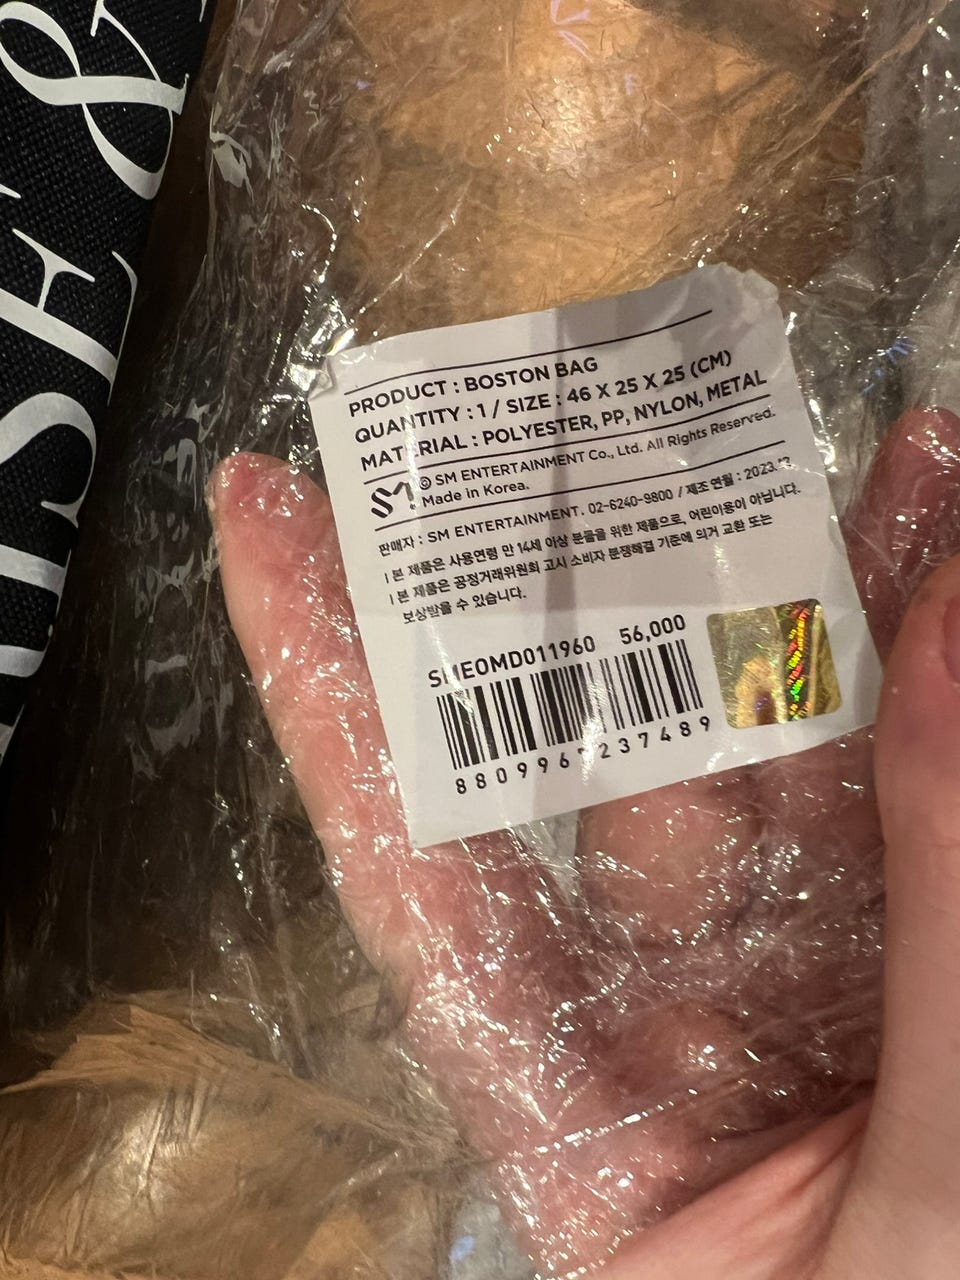 PRODUCT : BOSTON BAG
QUANTITY : 1 / SIZE : 46 X 25 X 25 (CM)
MATERIAL : POLYESTER, PP, NYLON, METAL
SM
© SM ENTERTAINMENT Co., Ltd. All Rights Reserved.
Made in Korea.
판매자 : SM ENTERTAINMENT. 02-6240-9800 / 제조연월 : 2023.
본 제품은 사용연령 만 14세 이상 분들을 위한 제품으로, 어린이용이 아닙니다.
본 제품은 공정거래위원회 고시 소비자 분쟁해결 기준에 의거 교환 또는
보상받을 수 있습니다.
SMEOMD011960 56,000
8809967237489
&